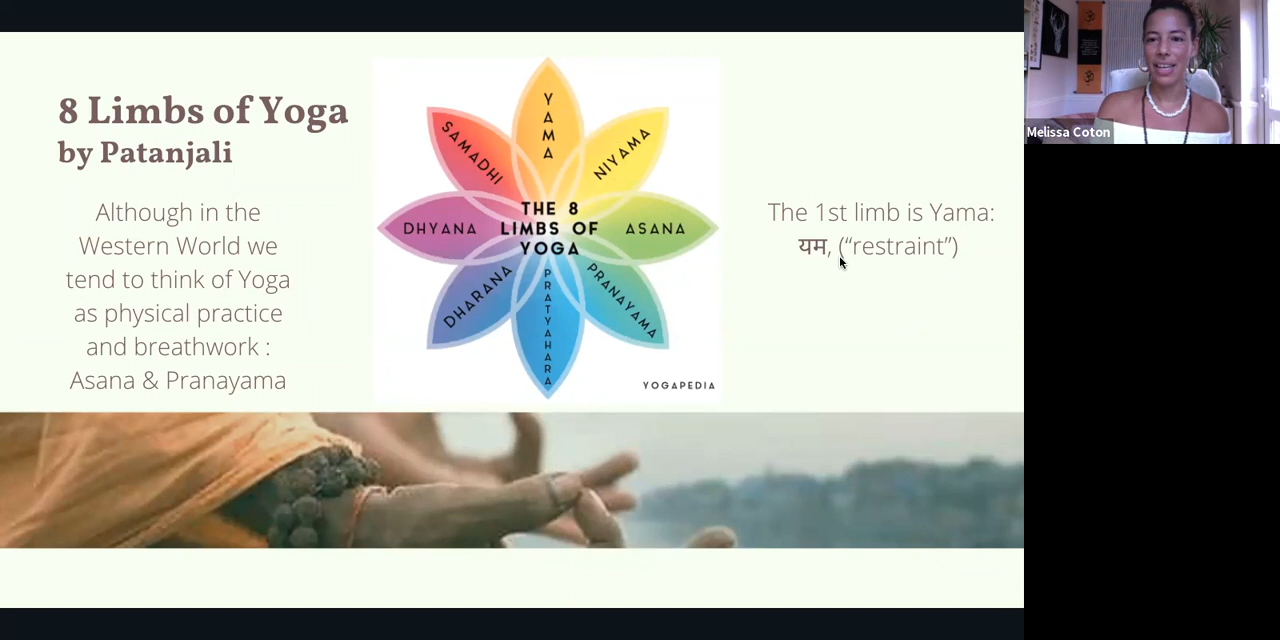 8 Limbs of Yoga
by Patanjali
Although in the
Western World we
tend to think of Yoga
as physical practice
and breathwork :
Asana & Pranayama
YAMA
NIYAMA
ASANA
PRANAYAMA
PRATYAHARA
DHARANA
DHYANA
SAMADHI
THE 8
LIMBS OF
YOGA
YOGAPEDIA
The 1st limb is Yama:
यम, (“restraint”)
Melissa Coton